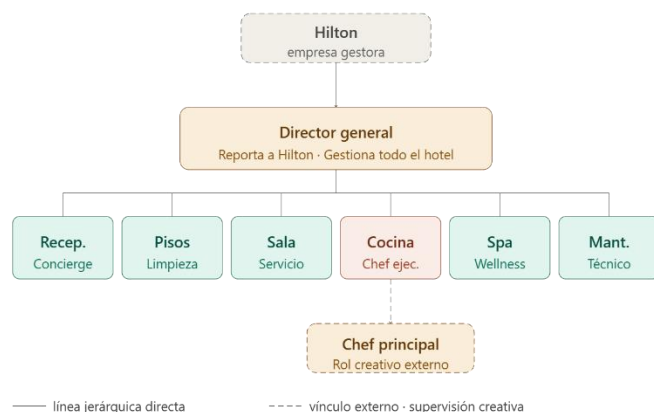 Hilton
empresa gestora
Director general
Reporta a Hilton · Gestiona todo el hotel
Recep.
Concierge
Pisos
Limpieza
Sala
Servicio
Cocina
Chef ejec.
Spa
Wellness
Mant.
Técnico
Chef principal
Rol creativo externo
línea jerárquica directa
vínculo externo · supervisión creativa